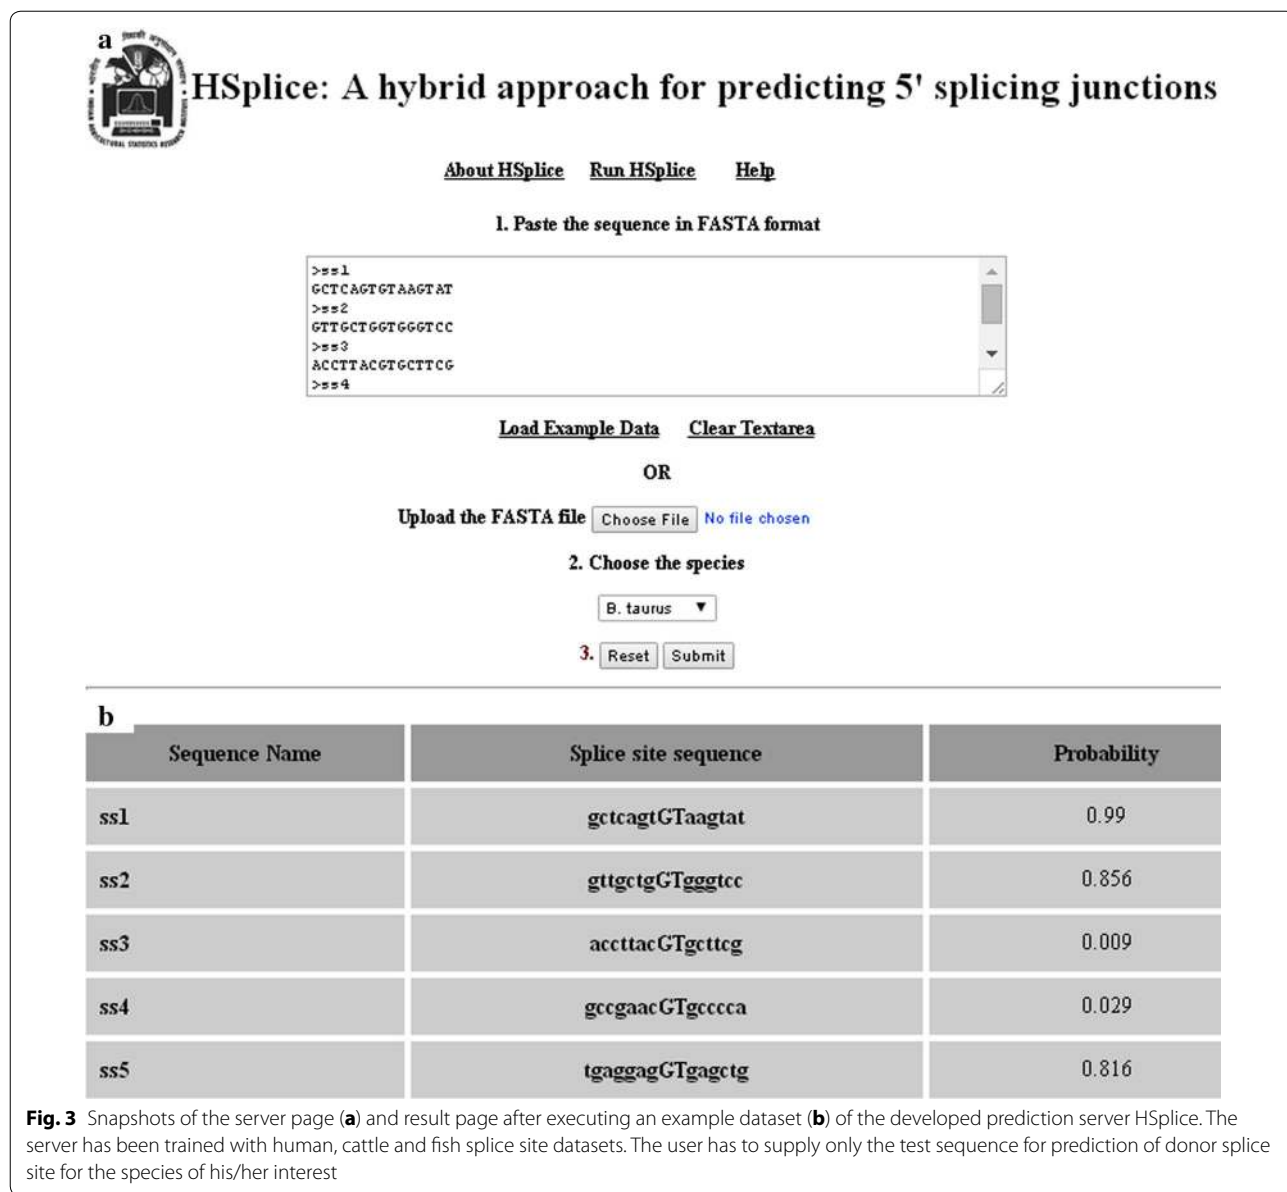 a
HSplice: A hybrid approach for predicting 5' splicing junctions
About HSplice Run HSplice Help
1. Paste the sequence in FASTA format
>ss1
GCTCAGTGTAAGTAT
>ss2
GTTGCTGGTGGGTCC
>ss3
ACCTTACGTGCTTCG
>ss4
Load Example Data Clear Textarea
OR
Upload the FASTA file Choose File No file chosen
2. Choose the species
B. taurus
3. Reset Submit
b
Sequence Name Splice site sequence Probability
ss1 gctcagtGTaagtat 0.99
ss2 gttgctgGTgggtcc 0.856
ss3 accttacGTgcttcg 0.009
ss4 gccgaacGTgcccca 0.029
ss5 tgaggagGTgagctg 0.816
Fig. 3 Snapshots of the server page (a) and result page after executing an example dataset (b) of the developed prediction server HSplice. The
server has been trained with human, cattle and fish splice site datasets. The user has to supply only the test sequence for prediction of donor splice
site for the species of his/her interest